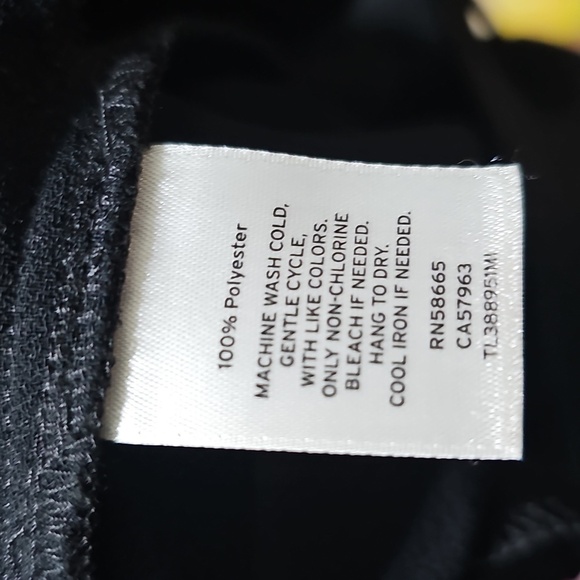 100% Polyester
MACHINE WASH COLD,
GENTLE CYCLE,
WITH LIKE COLORS.
ONLY NON-CHLORINE
BLEACH IF NEEDED.
HANG TO DRY.
COOL IRON IF NEEDED.
RN58665
CA57963
TL388951MI